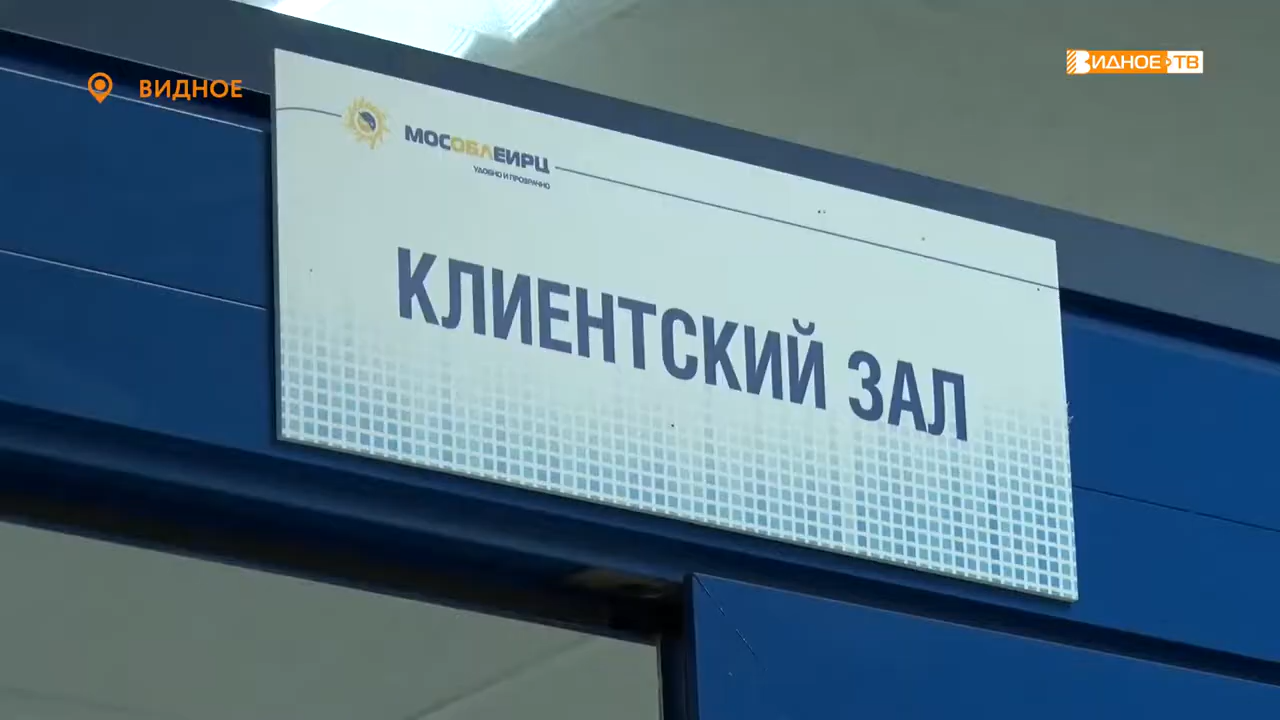 ВИДНОЕ
ВИДНОЕ ТВ
МОСОБЛЕИРЦ
УДОБНО И ПРОЗРАЧНО
КЛИЕНТСКИЙ ЗАЛ